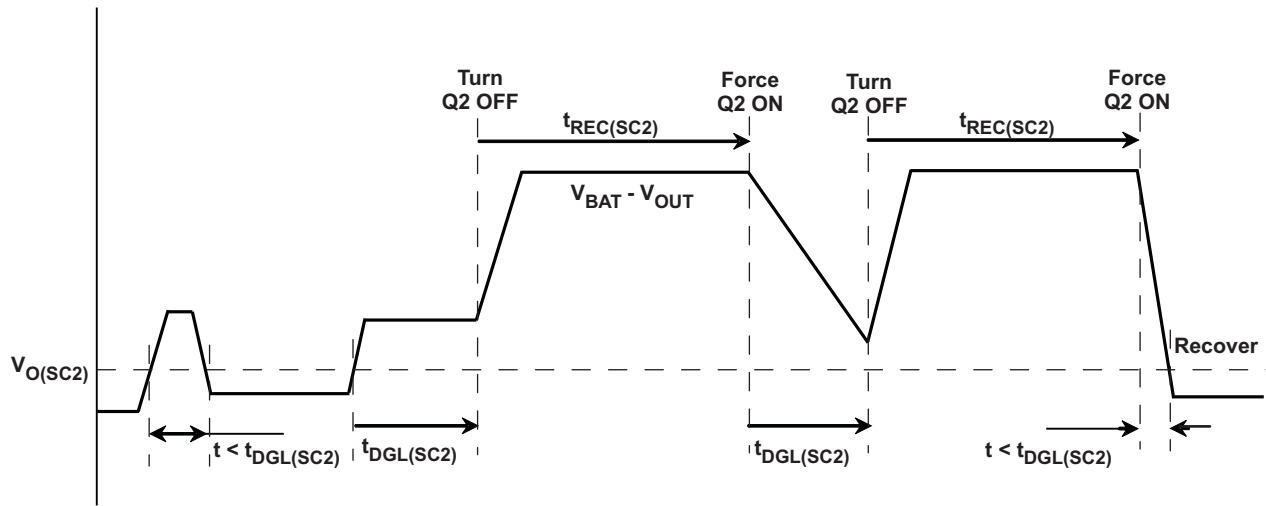 Turn
Q2 OFF
Force
Q2 ON
Turn
Q2 OFF
Force
Q2 ON
tREC(SC2)
tREC(SC2)
VBAT - VOUT
VO(SC2)
Recover
t < tDGL(SC2)
tDGL(SC2)
tDGL(SC2)
t < tDGL(SC2)